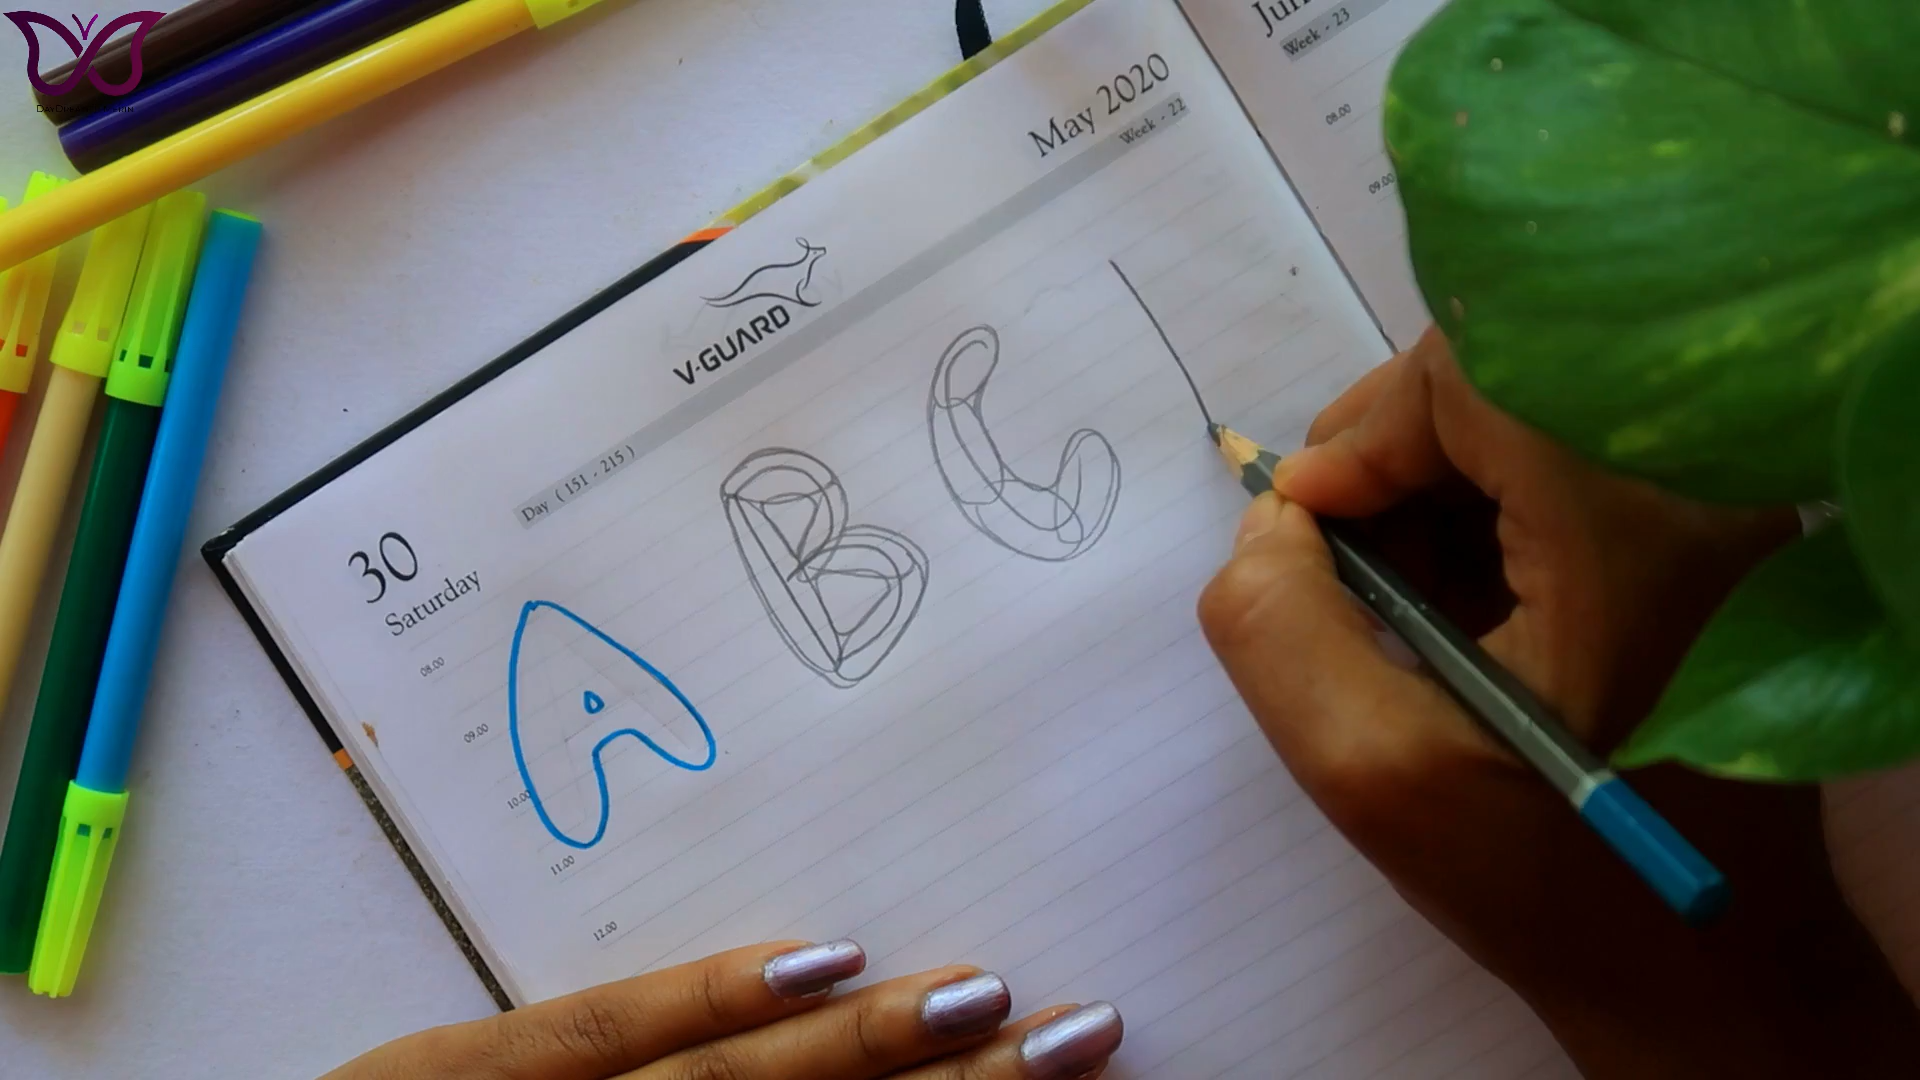 May 2020
Week - 22
V-GUARD
Day ( 151 - 215 )
30
Saturday
08.00
09.00
10.00
11.00
12.00
A B C
Week - 23
08.00
09.00